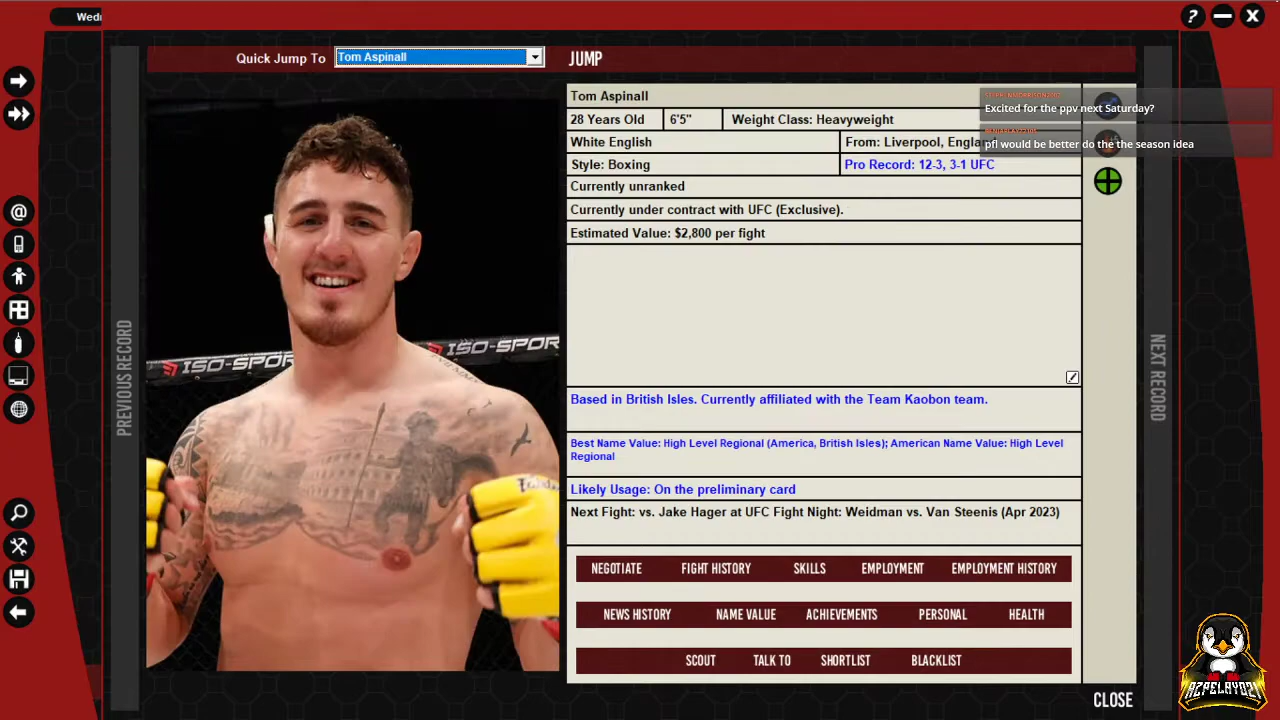 Wedn
Quick Jump To
Tom Aspinall
JUMP
Tom Aspinall
28 Years Old
6'5"
Weight Class: Heavyweight
Excited for the ppv next Saturday?
White English
From: Liverpool, Engla
pfl would be better do the the season idea
Style: Boxing
Pro Record: 12-3, 3-1 UFC
Currently unranked
Currently under contract with UFC (Exclusive).
Estimated Value: $2,800 per fight
PREVIOUS RECORD
NEXT RECORD
ISO-SPOR
ISO-SPOR
Based in British Isles. Currently affiliated with the Team Kaobon team.
Best Name Value: High Level Regional (America, British Isles); American Name Value: High Level
Regional
Likely Usage: On the preliminary card
Next Fight: vs. Jake Hager at UFC Fight Night: Weidman vs. Van Steenis (Apr 2023)
NEGOTIATE
FIGHT HISTORY
SKILLS
EMPLOYMENT
EMPLOYMENT HISTORY
NEWS HISTORY
NAME VALUE
ACHIEVEMENTS
PERSONAL
HEALTH
SCOUT
TALK TO
SHORTLIST
BLACKLIST
CLOSE